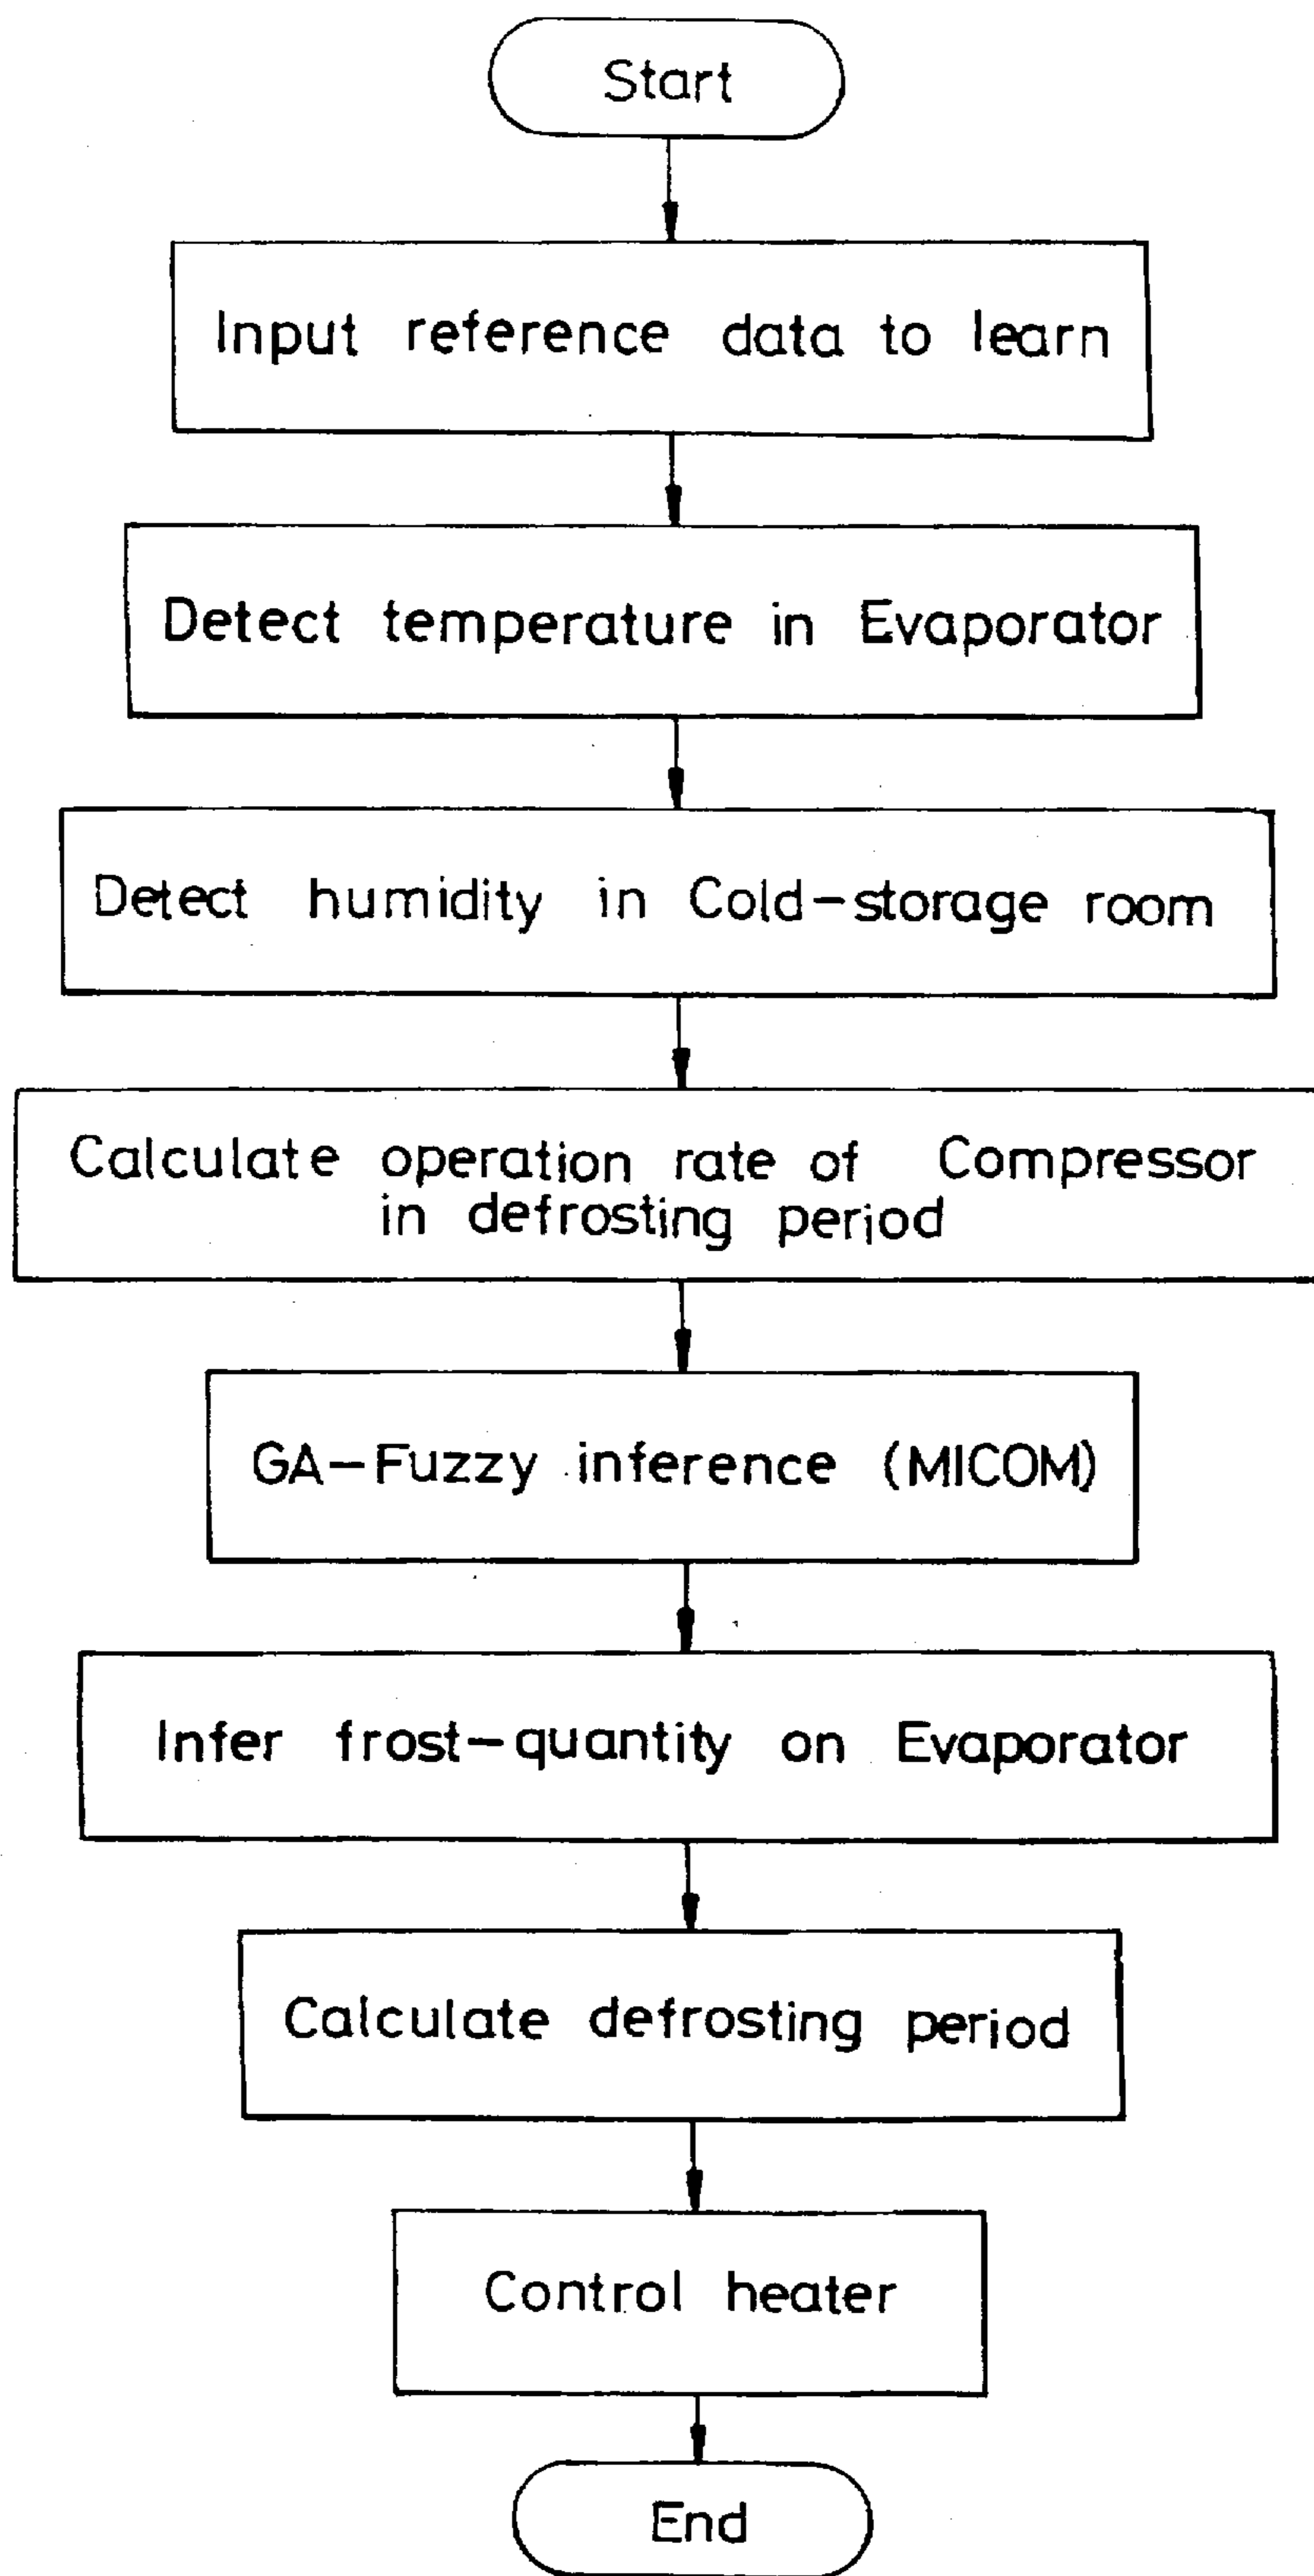 Start
Input reference data to learn
Detect temperature in Evaporator
Detect humidity in Cold-storage room
Calculate operation rate of Compressor
in defrosting period
GA-Fuzzy inference (MICOM)
Infer frost-quantity on Evaporator
Calculate defrosting period
Control heater
End